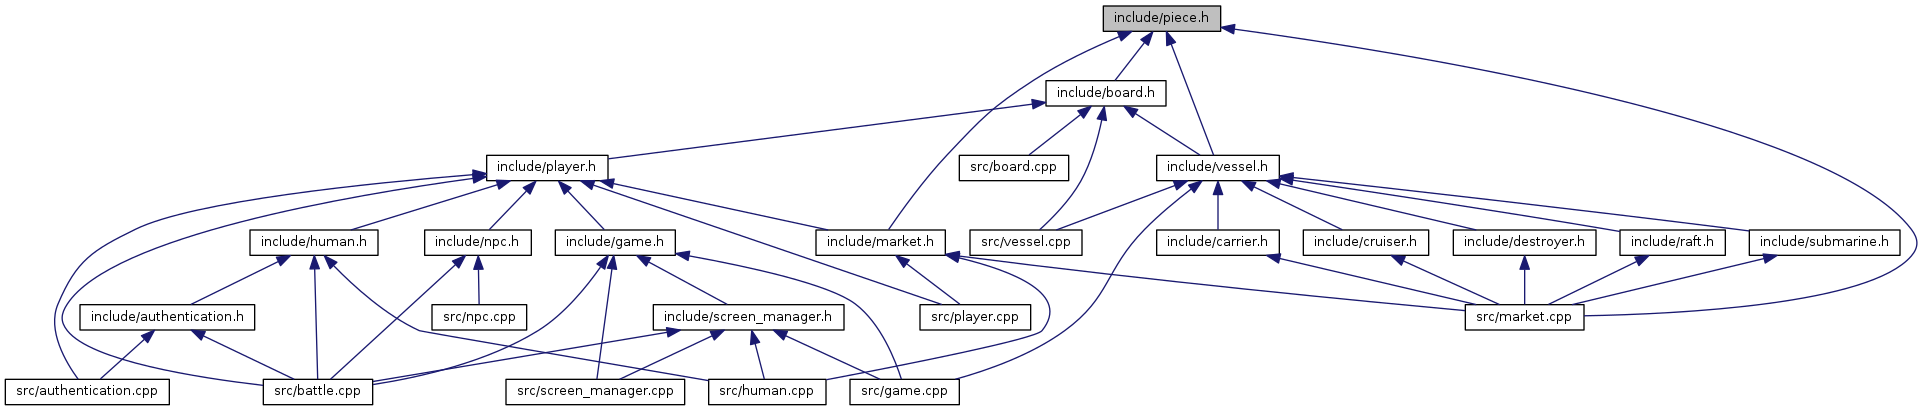 include/piece.h
include/board.h
include/player.h
src/board.cpp
include/vessel.h
include/human.h
include/npc.h
include/game.h
include/market.h
src/vessel.cpp
include/carrier.h
include/cruiser.h
include/destroyer.h
include/raft.h
include/submarine.h
include/authentication.h
src/npc.cpp
include/screen_manager.h
src/player.cpp
src/market.cpp
src/authentication.cpp
src/battle.cpp
src/screen_manager.cpp
src/human.cpp
src/game.cpp